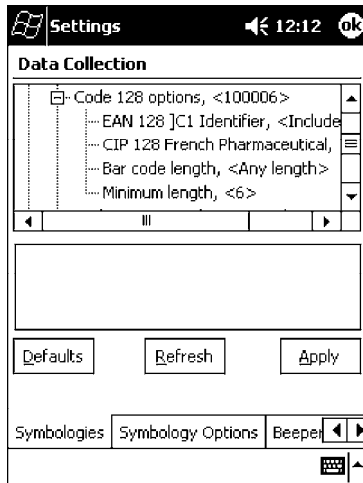 Settings 12:12 ok
Data Collection
Code 128 options, <100006>
EAN 128 ]C1 Identifier, <Include
CIP 128 French Pharmaceutical,
Bar code length, <Any length>
Minimum length, <6>
Defaults Refresh Apply
Symbologies Symbology Options Beeper